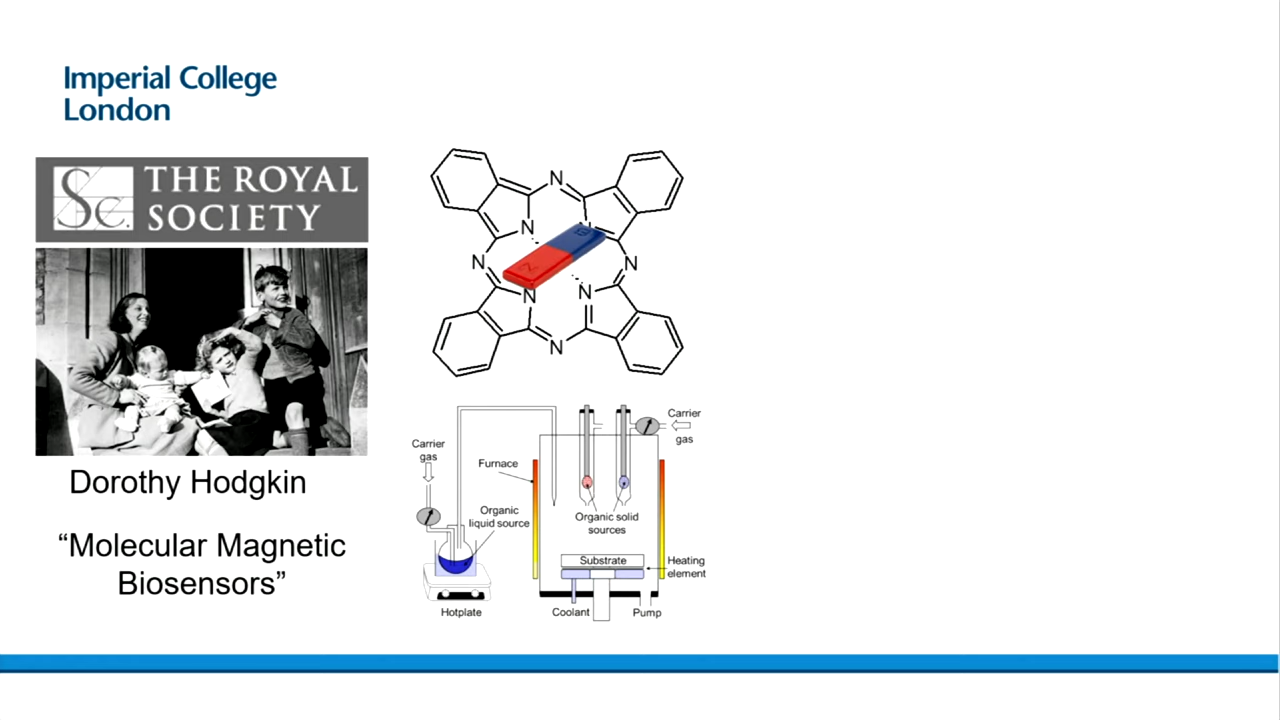 Imperial College
London
Sc.
THE ROYAL
SOCIETY
Dorothy Hodgkin
“Molecular Magnetic
Biosensors”
N
N
N
N
N
N
N
N
N
Carrier
gas
Carrier
gas
Furnace
Organic
liquid source
Organic solid
sources
Substrate
Heating
element
Hotplate
Coolant
Pump